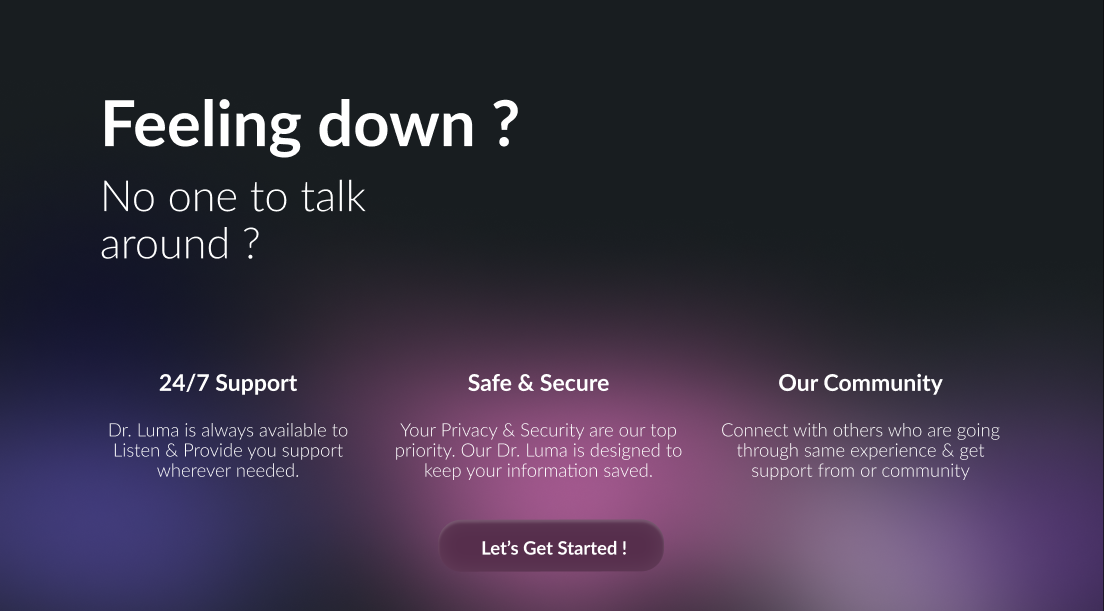 Feeling down ?
No one to talk
around ?
24/7 Support
Dr. Luma is always available to
Listen & Provide you support
wherever needed.
Safe & Secure
Your Privacy & Security are our top
priority. Our Dr. Luma is designed to
keep your information saved.
Our Community
Connect with others who are going
through same experience & get
support from or community
Let’s Get Started !